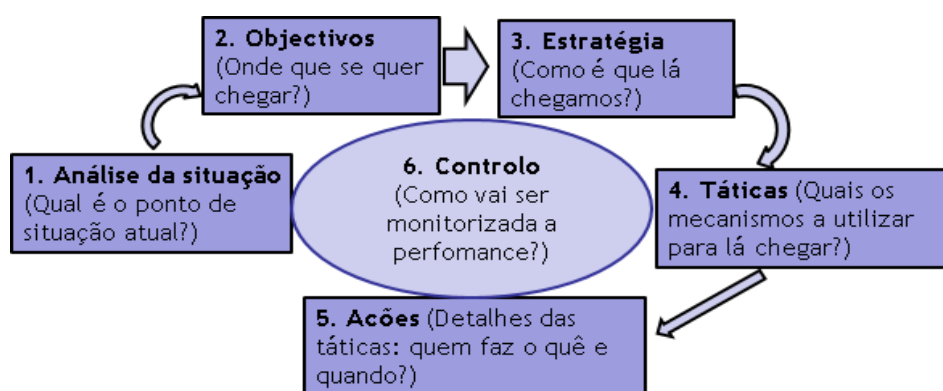 2. Objectivos
(Onde que se quer
chegar?)
3. Estratégia
(Como é que lá
chegamos?)
1. Análise da situação
(Qual é o ponto de
situação atual?)
6. Controlo
(Como vai ser
monitorizada a
perfomance?)
4. Táticas (Quais os
mecanismos a utilizar
para lá chegar?)
5. Acões (Detalhes das
táticas: quem faz o quê e
quando?)